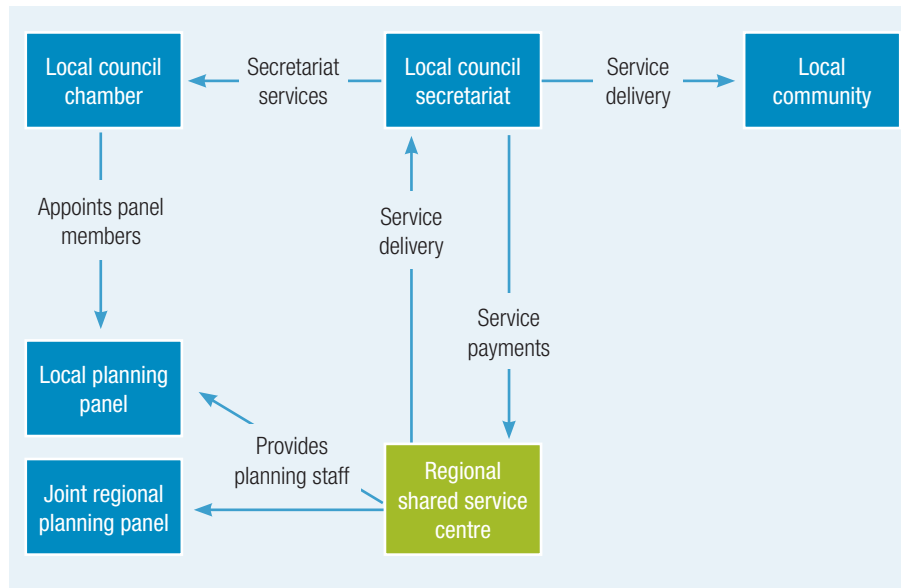 Local council
chamber
Secretariat
services
Local council
secretariat
Service
delivery
Local
community
Appoints panel
members
Service
delivery
Service
payments
Local planning
panel
Provides
planning staff
Joint regional
planning panel
Regional
shared service
centre